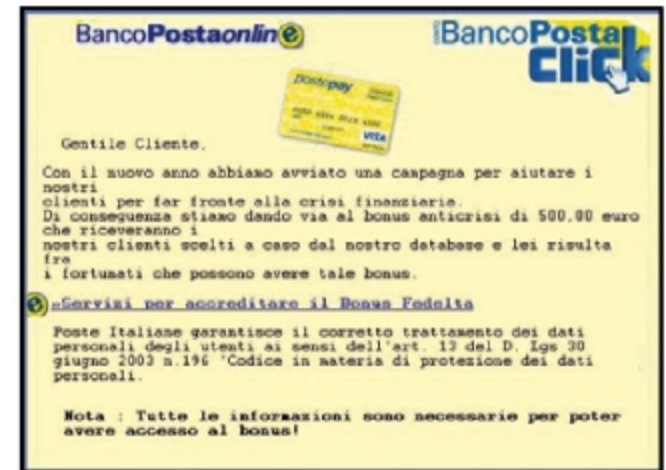 BancoPostaonline
BancoPosta
Click
postepay
VISA
Gentile Cliente,
Con il nuovo anno abbiamo avviato una campagna per aiutare i
nostri
clienti per far fronte alla crisi finanziaria.
Di conseguenza stiamo dando via al bonus anticrisi di 500,00 euro
che riceveranno i
nostri clienti scelti a caso dal nostro database e lei risulta
fra
i fortunati che possono avere tale bonus.
»Servizi per accreditare il Bonus Fedelta
Poste Italiane garantisce il corretto trattamento dei dati
personali degli utenti ai sensi dell'art. 13 del D. Lgs 30
giugno 2003 n.196 'Codice in materia di protezione dei dati
personali.
Nota : Tutte le informazioni sono necessarie per poter
avere accesso al bonus!